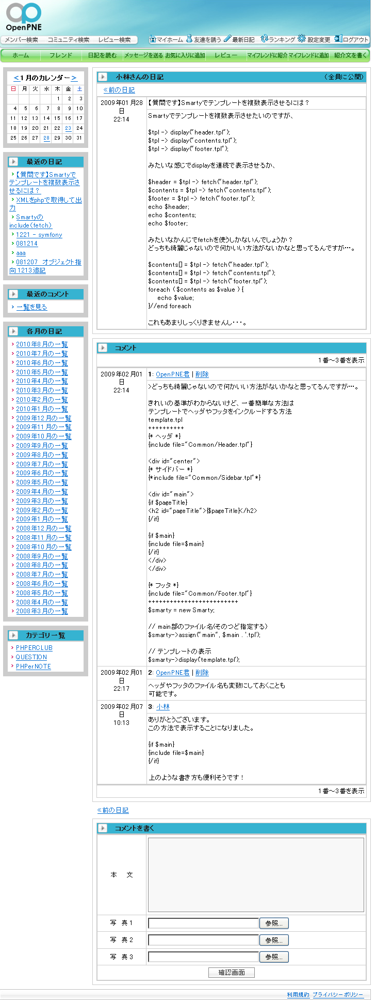 OpenPNE
メンバー検索 コミュニティ検索 レビュー検索 マイホーム 友達を誘う 最新日記 ランキング 設定変更 ログアウト
ホーム フレンド 日記を読む メッセージを送る お気に入りに追加 レビュー マイフレンドに紹介 マイフレンドに追加 紹介文を書く
<1月のカレンダー>
日 月 火 水 木 金 土
1 2 3
4 5 6 7 8 9 10
11 12 13 14 15 16 17
18 19 20 21 22 23 24
25 26 27 28 29 30 31
最近の日記
【質問です】Smartyで
テンプレートを複数表示さ
せるには？
XMLをphpで取得して出
力
Smartyの
include(fetch)
1221 - symfony
081214
aaa
081207 オブジェクト指
向 1213追記
最近のコメント
一覧を見る
各月の日記
2010年8月の一覧
2010年7月の一覧
2010年6月の一覧
2010年5月の一覧
2010年4月の一覧
2010年3月の一覧
2010年2月の一覧
2010年1月の一覧
2009年12月の一覧
2009年11月の一覧
2009年10月の一覧
2009年9月の一覧
2009年8月の一覧
2009年7月の一覧
2009年6月の一覧
2009年5月の一覧
2009年4月の一覧
2009年3月の一覧
2009年2月の一覧
2009年1月の一覧
2008年12月の一覧
2008年11月の一覧
2008年10月の一覧
2008年9月の一覧
2008年8月の一覧
2008年7月の一覧
2008年6月の一覧
2008年5月の一覧
2008年4月の一覧
2008年3月の一覧
カテゴリ一覧
PHPERCLUB
QUESTION
PHPerNOTE
小林さんの日記 （全員に公開）
≪前の日記
2009年01月28
日
22:14
【質問です】Smartyでテンプレートを複数表示させるには？
Smartyでテンプレートを複数表示させたいのですが、
$tpl -> display("header.tpl");
$tpl -> display("contents.tpl");
$tpl -> display("footer.tpl");
みたいな感じでdisplayを連続で表示させるか、
$header = $tpl -> fetch("header.tpl");
$contents = $tpl -> fetch("contents.tpl");
$footer = $tpl -> fetch("footer.tpl");
echo $header;
echo $contents;
echo $footer;
みたいなかんじでfetchを使うしかないんでしょうか？
どっちも綺麗じゃないので何かいい方法がないかなと思ってるんですが…。
$contents[] = $tpl -> fetch("header.tpl");
$contents[] = $tpl -> fetch("contents.tpl");
$contents[] = $tpl -> fetch("footer.tpl");
foreach ( $contents as $value ) {
echo $value;
}//end foreach
これもあまりしっくりきませんし・・・。
コメント
1番～3番を表示
2009年02月01
日
22:14
1: OpenPNE君 | 削除
>どっちも綺麗じゃないので何かいい方法がないかなと思ってるんですが…。
きれいの基準がわからないけど、一番簡単な方法は
テンプレートでヘッダやフッタをインクルードする方法
template.tpl
++++++++++
{* ヘッダ *}
{include file="Common/Header.tpl"}
<div id="center">
{* サイドバー *}
{*include file="Common/Sidebar.tpl"*}
<div id="main">
{if $pageTitle}
<h2 id="pageTitle">{$pageTitle}</h2>
{/if}
{if $main}
{include file=$main}
{/if}
</div>
</div>
{* フッタ *}
{include file="Common/Footer.tpl"}
+++++++++++++++++++++++++
$smarty = new Smarty;
// main部のファイル名(そのつど指定する)
$smarty->assign("main", $main . '.tpl');
// テンプレートの表示
$smarty->display('template.tpl');
2009年02月01
日
22:17
2: OpenPNE君 | 削除
ヘッダやフッタのファイル名も変数にしておくことも
可能です。
2009年02月07
日
10:13
3: 小林
ありがとうございます。
この方法で表示することになりました。
{if $main}
{include file=$main}
{/if}
上のような書き方も便利そうです！
1番～3番を表示
≪前の日記
コメントを書く
本 文
写 真 1 参照...
写 真 2 参照...
写 真 3 参照...
確認画面
利用規約 プライバシーポリシー